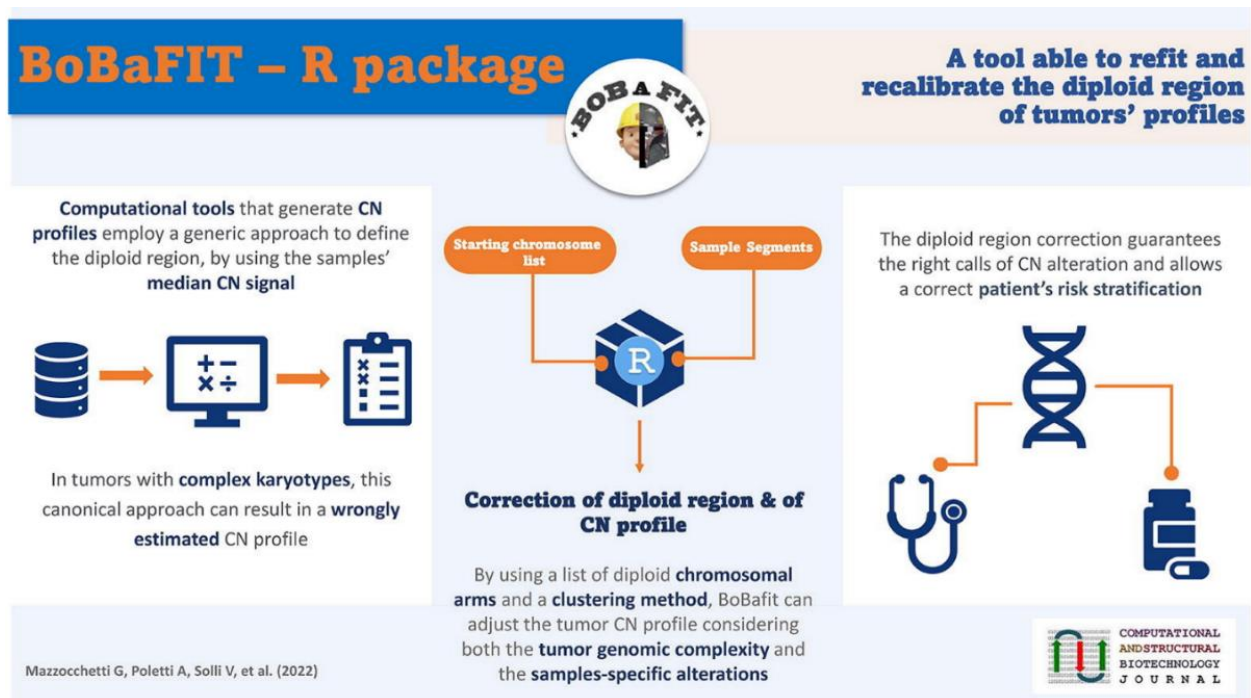 BoBaFIT – R package
BOBA FIT
A tool able to refit and
recalibrate the diploid region
of tumors' profiles
Computational tools that generate CN
profiles employ a generic approach to define
the diploid region, by using the samples'
median CN signal
In tumors with complex karyotypes, this
canonical approach can result in a wrongly
estimated CN profile
Starting chromosome
list
Sample Segments
R
Correction of diploid region & of
CN profile
By using a list of diploid chromosomal
arms and a clustering method, BoBafit can
adjust the tumor CN profile considering
both the tumor genomic complexity and
the samples-specific alterations
The diploid region correction guarantees
the right calls of CN alteration and allows
a correct patient's risk stratification
Mazzocchetti G, Poletti A, Solli V, et al. (2022)
COMPUTATIONAL
ANDSTRUCTURAL
BIOTECHNOLOGY
JOURNAL